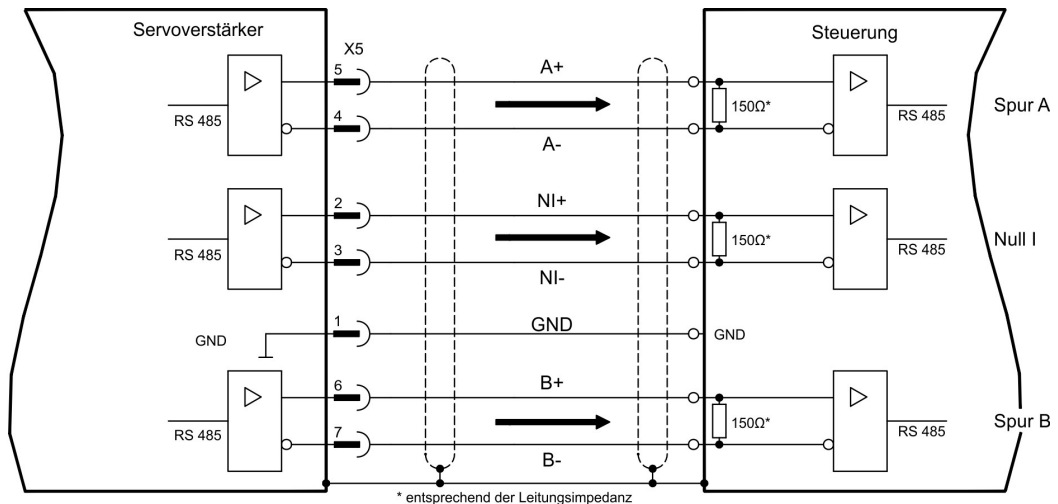 Servoverstärker
Steuerung
X5
5
A+
150Ω*
RS 485
RS 485
Spur A
4
A-
2
NI+
150Ω*
RS 485
RS 485
Null I
3
NI-
1
GND
GND
GND
6
B+
150Ω*
RS 485
RS 485
Spur B
7
B-
* entsprechend der Leitungsimpedanz